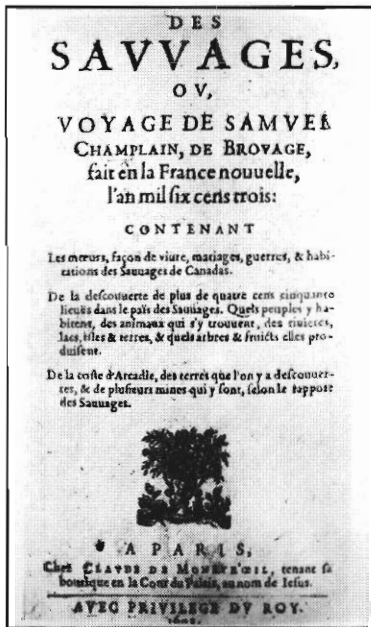 DES
SAVVAGES,
OV,
VOYAGE DE SAMVEL
CHAMPLAIN, DE BROVAGE,
fait en la France nouuelle,
l'an mil six cens trois:
CONTENANT
Les mœurs, façon de viure, mariages, guerres, & habi-
tations des Sauuages de Canadas.
De la descouuerte de plus de quatre cens cinquante
lieuës dans le païs des Sauuages. Quels peuples y ha-
bitent, des animaux qui s'y trouuent, des riuieres,
lacs, isles & terres, & quels arbres & fruicts elles pro-
duisent.
De la coste d'Arcadie, des terres que l'on y a descouuer-
tes, & de plusieurs mines qui y sont, selon le rapport
des Sauuages.
A PARIS,
Chez CLAVDE DE MONSTR'ŒIL, tenant sa
boutique en la Cour du Palais, au nom de Iesus.
AVEC PRIVILEGE DV ROY.